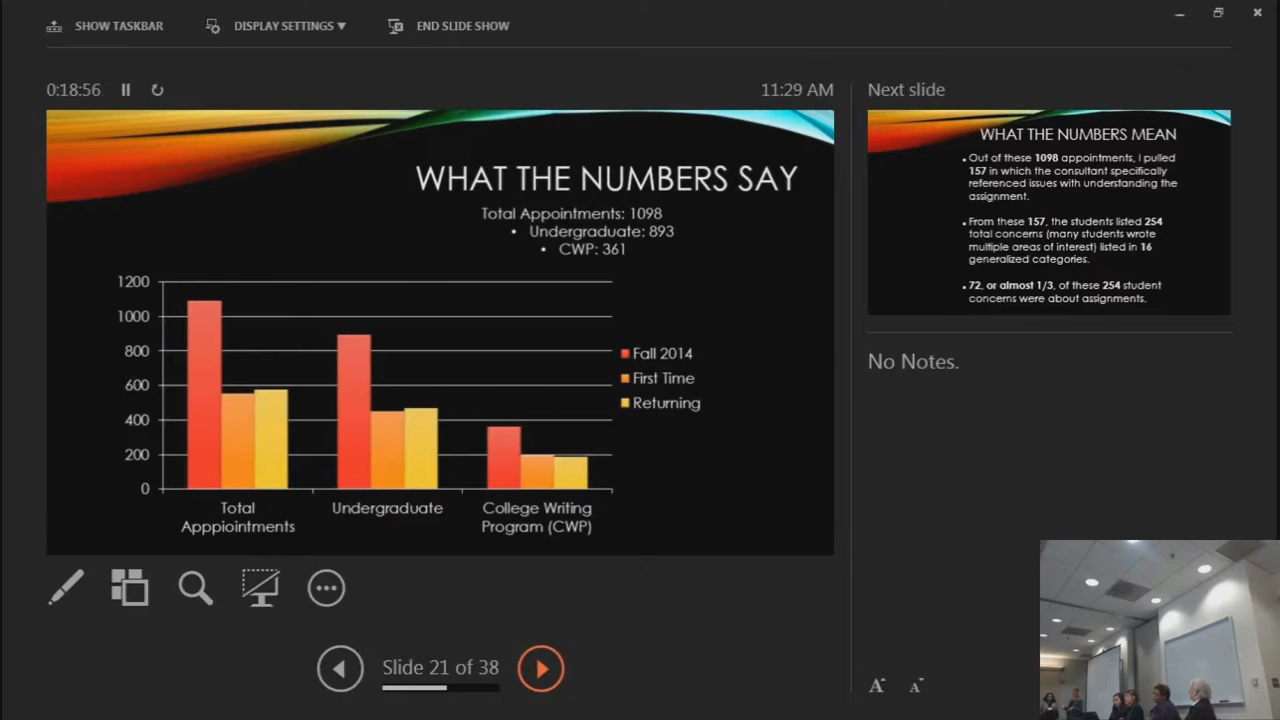 SHOW TASKBAR
DISPLAY SETTINGS ▼
END SLIDE SHOW
0:18:56
11:29 AM
WHAT THE NUMBERS SAY
Total Appointments: 1098
• Undergraduate: 893
• CWP: 361
1200
1000
800
600
400
200
0
Fall 2014
First Time
Returning
Total
Apppiointments
Undergraduate
College Writing
Program (CWP)
Slide 21 of 38
Next slide
WHAT THE NUMBERS MEAN
▪ Out of these 1098 appointments, I pulled
157 in which the consultant specifically
referenced issues with understanding the
assignment.
▪ From these 157, the students listed 254
total concerns (many students wrote
multiple areas of interest) listed in 16
generalized categories.
▪ 72, or almost 1/3, of these 254 student
concerns were about assignments.
No Notes.
A A